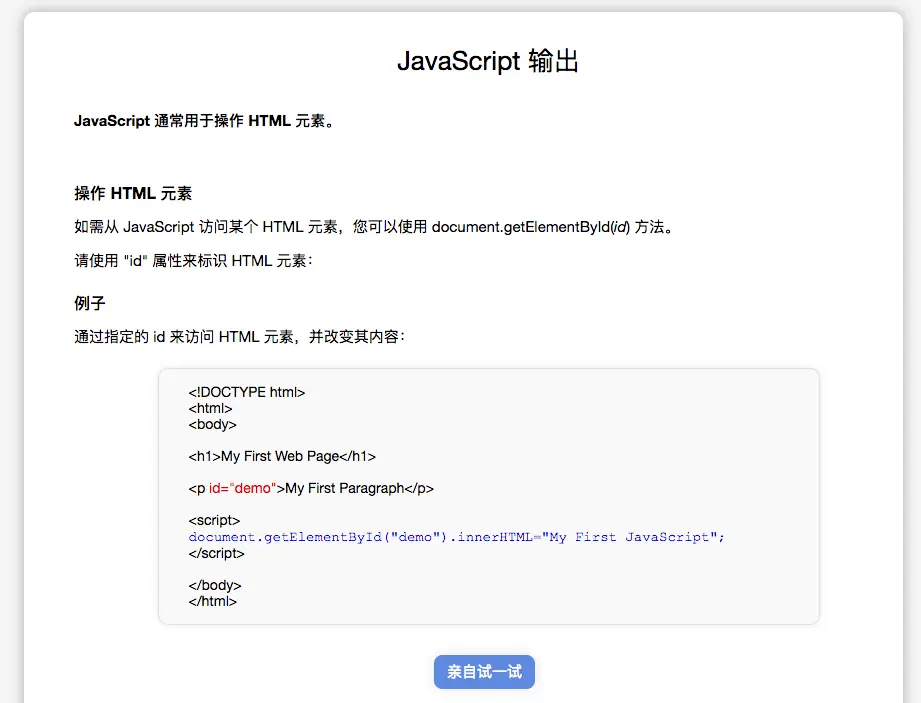 JavaScript 输出
JavaScript 通常用于操作 HTML 元素。
操作 HTML 元素
如需从 JavaScript 访问某个 HTML 元素，您可以使用 document.getElementById(id) 方法。
请使用 "id" 属性来标识 HTML 元素：
例子
通过指定的 id 来访问 HTML 元素，并改变其内容：
<!DOCTYPE html>
<html>
<body>
<h1>My First Web Page</h1>
<p id="demo">My First Paragraph</p>
<script>
document.getElementById("demo").innerHTML="My First JavaScript";
</script>
</body>
</html>
亲自试一试